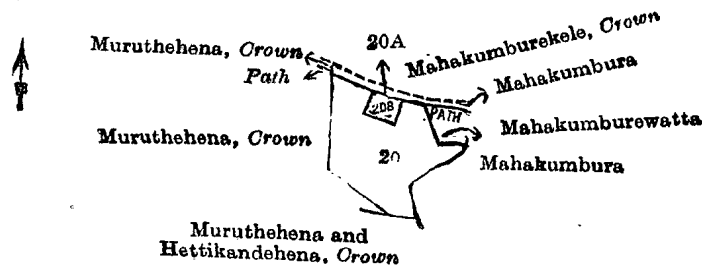 20A
Muruthehena, Crown
Mahakumburekele, Crown
Path
Mahakumbura
20B
PATH
Mahakumburewatta
Muruthehena, Crown
20
Mahakumbura
Muruthehena and
Hettikandehena, Crown